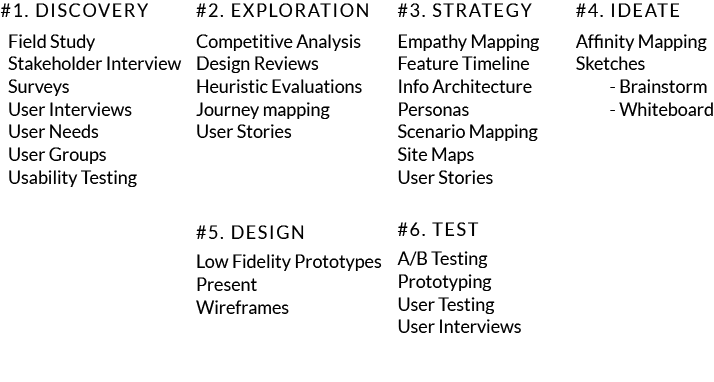 #1. DISCOVERY
Field Study
Stakeholder Interview
Surveys
User Interviews
User Needs
User Groups
Usability Testing
#2. EXPLORATION
Competitive Analysis
Design Reviews
Heuristic Evaluations
Journey mapping
User Stories
#3. STRATEGY
Empathy Mapping
Feature Timeline
Info Architecture
Personas
Scenario Mapping
Site Maps
User Stories
#4. IDEATE
Affinity Mapping
Sketches
- Brainstorm
- Whiteboard
#5. DESIGN
Low Fidelity Prototypes
Present
Wireframes
#6. TEST
A/B Testing
Prototyping
User Testing
User Interviews